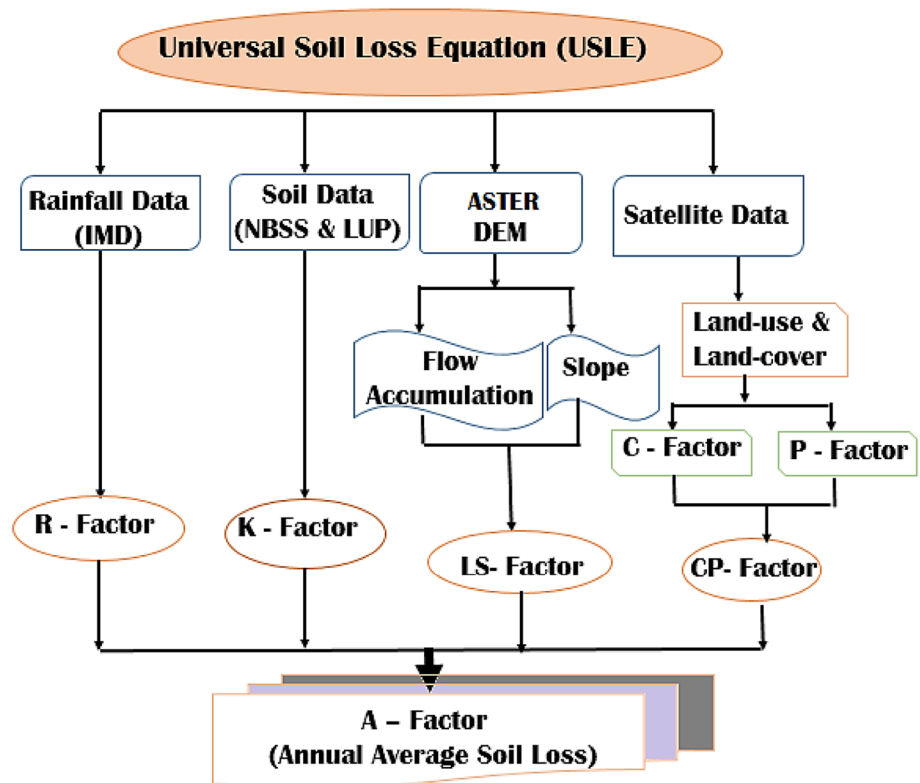 Universal Soil Loss Equation (USLE)
Rainfall Data
(IMD)
Soil Data
(NBSS & LUP)
ASTER
DEM
Satellite Data
Land-use &
Land-cover
Flow
Accumulation
Slope
C - Factor
P - Factor
R - Factor
K - Factor
LS- Factor
CP- Factor
A – Factor
(Annual Average Soil Loss)